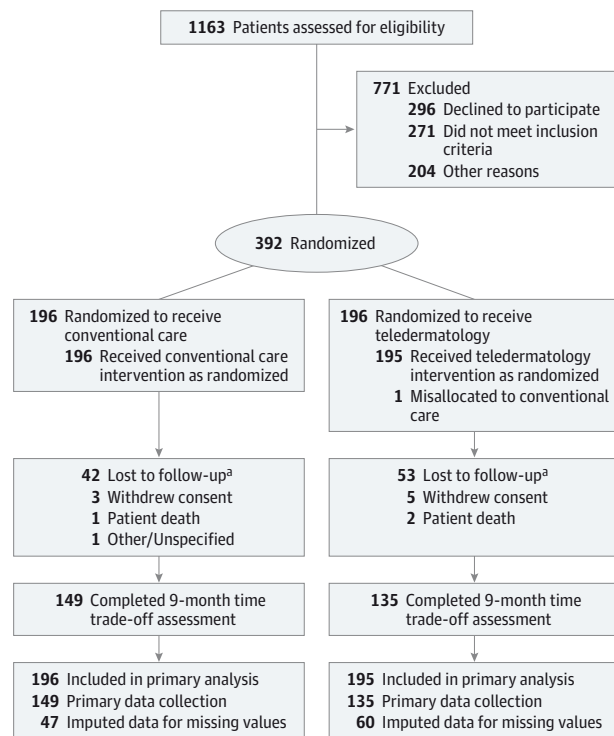 1163 Patients assessed for eligibility
771 Excluded
296 Declined to participate
271 Did not meet inclusion
criteria
204 Other reasons
392 Randomized
196 Randomized to receive
conventional care
196 Received conventional care
intervention as randomized
196 Randomized to receive
teledermatology
195 Received teledermatology
intervention as randomized
1 Misallocated to conventional
care
42 Lost to follow-upa
3 Withdrew consent
1 Patient death
1 Other/Unspecified
53 Lost to follow-upa
5 Withdrew consent
2 Patient death
149 Completed 9-month time
trade-off assessment
135 Completed 9-month time
trade-off assessment
196 Included in primary analysis
149 Primary data collection
47 Imputed data for missing values
195 Included in primary analysis
135 Primary data collection
60 Imputed data for missing values